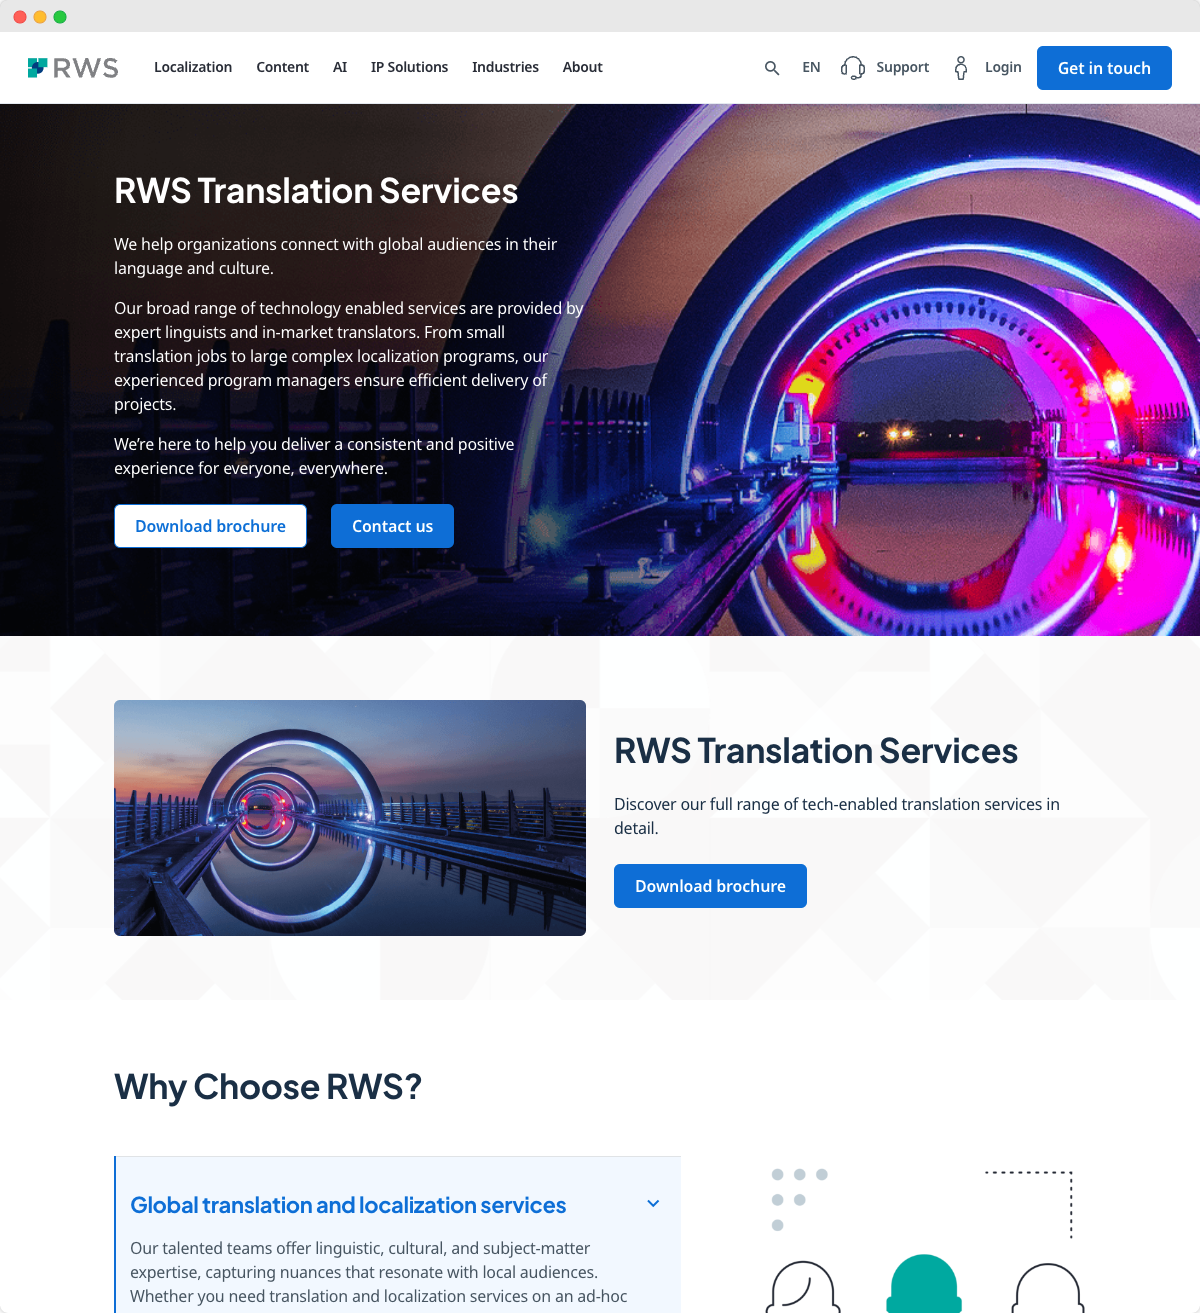 RWS
Localization
Content
AI
IP Solutions
Industries
About
EN
Support
Login
Get in touch
RWS Translation Services
We help organizations connect with global audiences in their
language and culture.
Our broad range of technology enabled services are provided by
expert linguists and in-market translators. From small
translation jobs to large complex localization programs, our
experienced program managers ensure efficient delivery of
projects.
We’re here to help you deliver a consistent and positive
experience for everyone, everywhere.
Download brochure
Contact us
RWS Translation Services
Discover our full range of tech-enabled translation services in
detail.
Download brochure
Why Choose RWS?
Global translation and localization services
Our talented teams offer linguistic, cultural, and subject-matter
expertise, capturing nuances that resonate with local audiences.
Whether you need translation and localization services on an ad-hoc